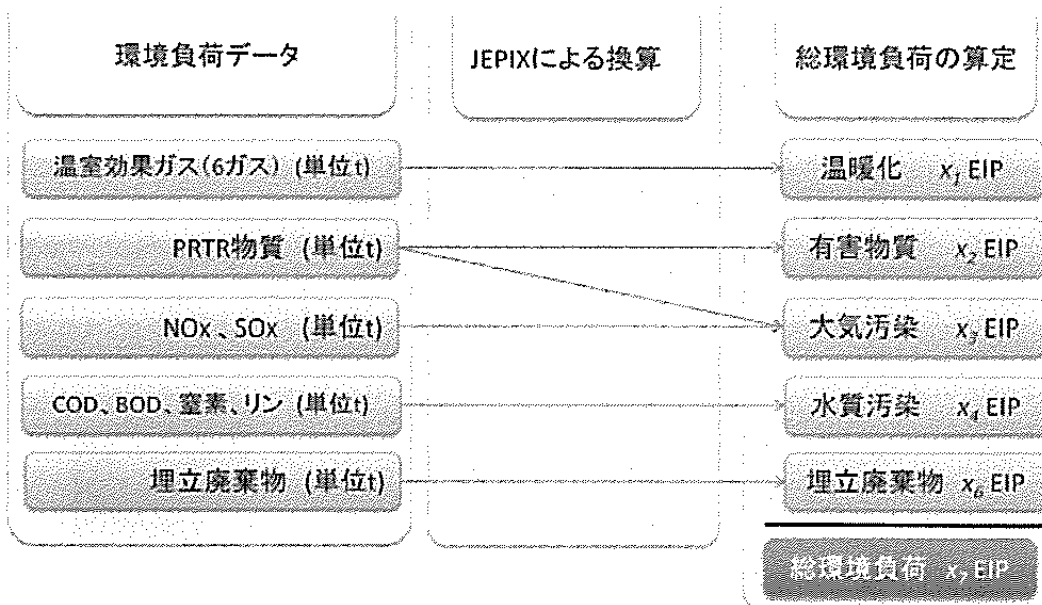 環境負荷データ JEPIXによる換算 総環境負荷の算定
温室効果ガス(6ガス) (単位t) 温暖化 x₁ EIP
PRTR物質 (単位t) 有害物質 x₂ EIP
NOx、SOx (単位t) 大気汚染 x₃ EIP
COD、BOD、窒素、リン (単位t) 水質汚染 x₄ EIP
埋立廃棄物 (単位t) 埋立廃棄物 x₆ EIP
総環境負荷 x₇ EIP